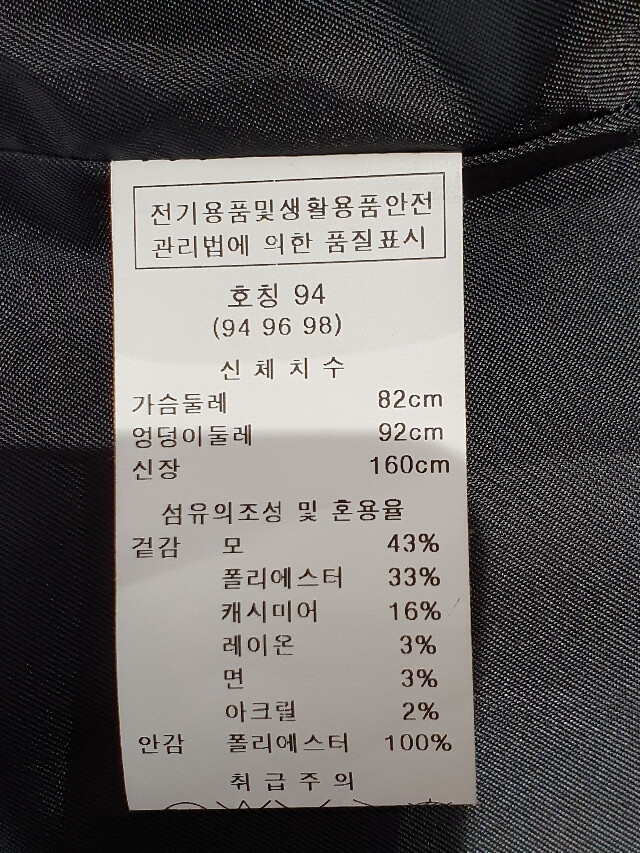 전기용품및생활용품안전
관리법에 의한 품질표시
호칭 94
(94 96 98)
신 체 치 수
가슴둘레 82cm
엉덩이둘레 92cm
신장 160cm
섬유의조성 및 혼용율
겉감 모 43%
폴리에스터 33%
캐시미어 16%
레이온 3%
면 3%
아크릴 2%
안감 폴리에스터 100%
취 급 주 의